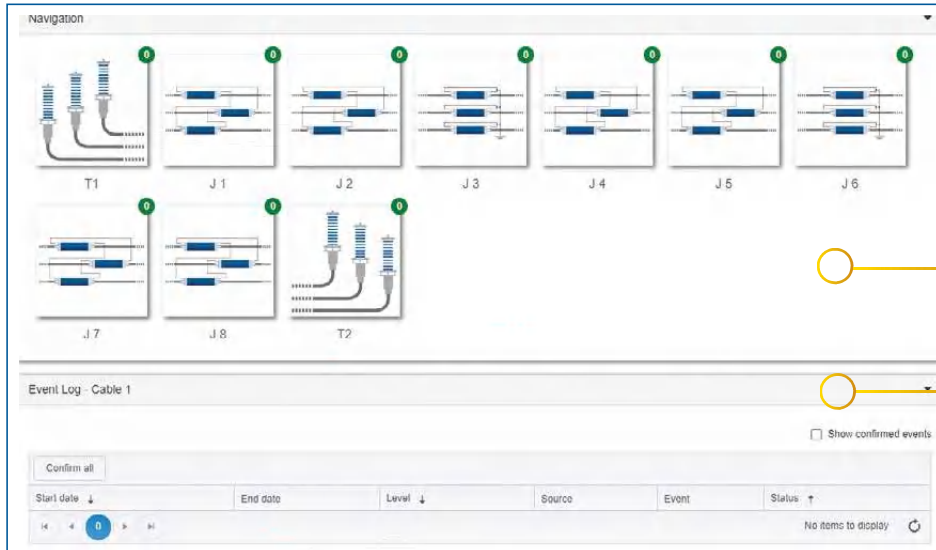 Navigation
0 0 0 0 0 0 0
T1 J 1 J 2 J 3 J 4 J 5 J 6
0 0 0
J 7 J 8 T2
Event Log - Cable 1
Show confirmed events
Confirm all
Start date ↓ End date Level ↓ Source Event Status ↑
0 No items to display